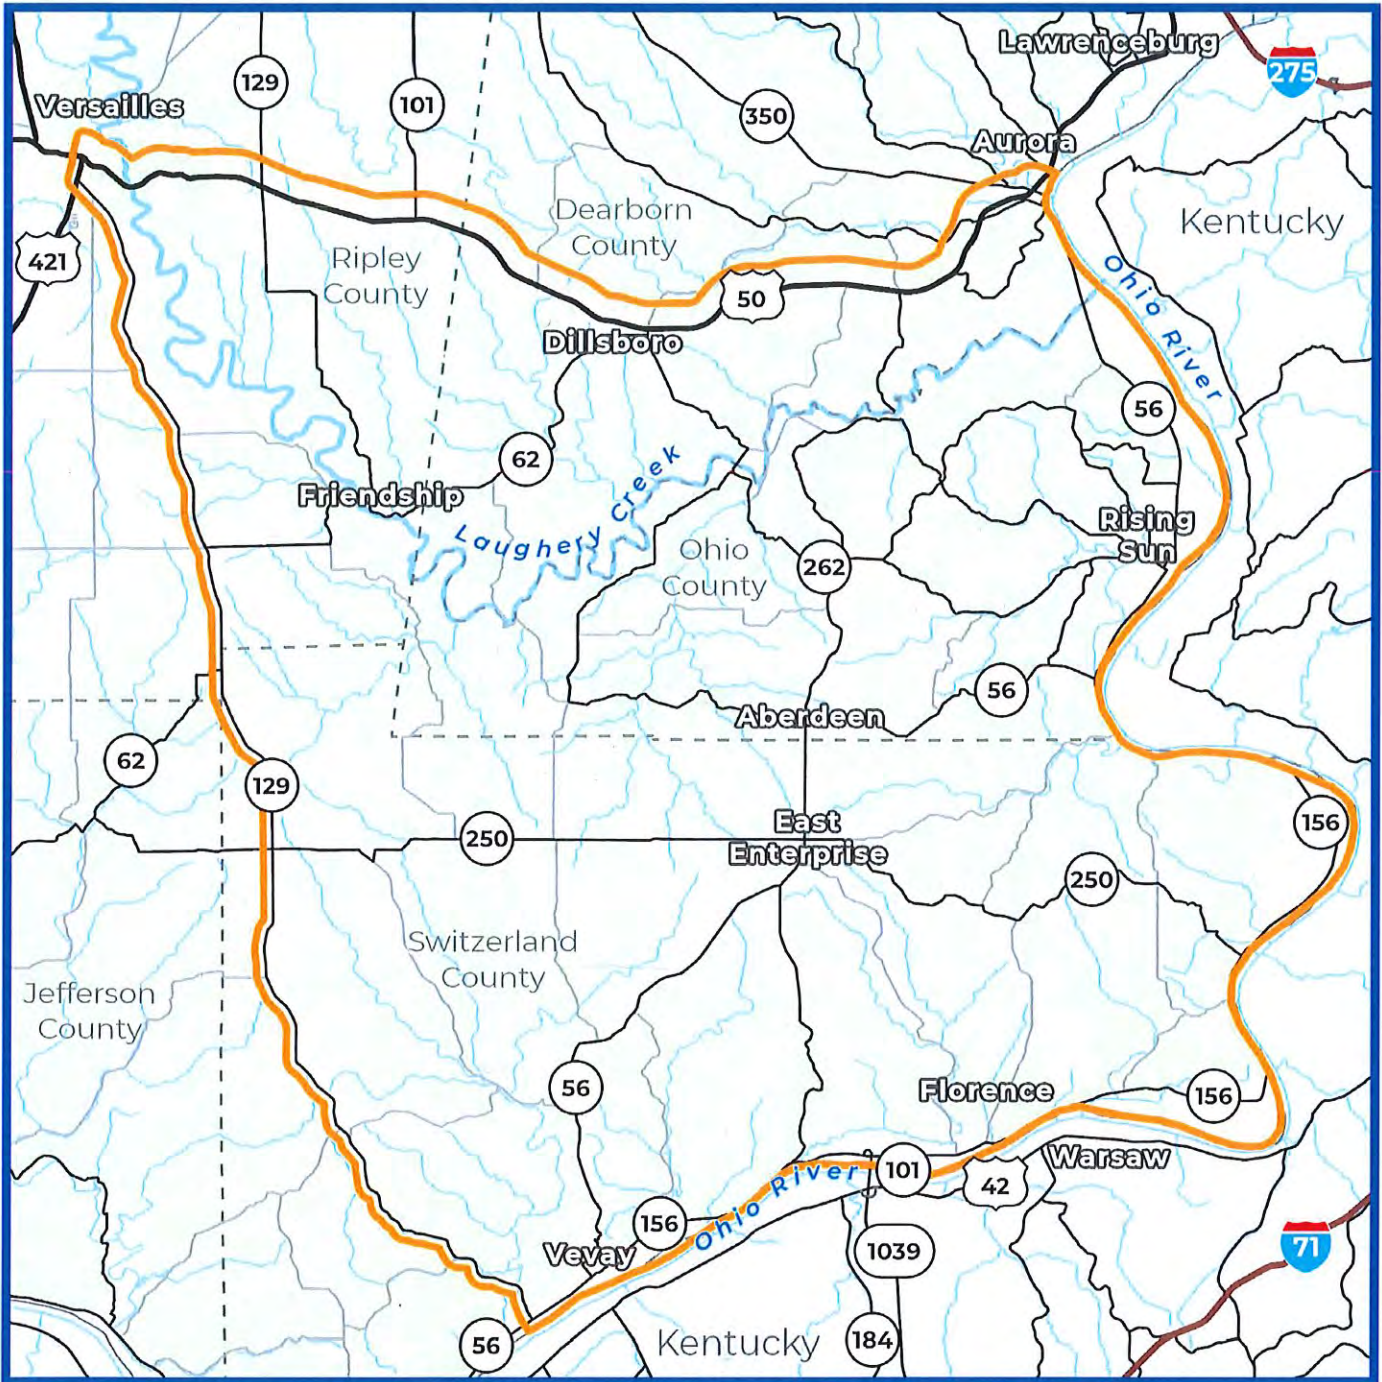 Lawrenceburg
275
129
101
Versailles
350
Aurora
Dearborn
County
Kentucky
421
Ripley
County
50
Ohio River
Dillsboro
56
62
Friendship
Laughery Creek
Rising
Sun
Ohio
County
262
56
Aberdeen
62
129
250
East
Enterprise
156
250
Switzerland
County
Jefferson
County
56
Florence
156
101
Warsaw
42
Ohio River
156
Vevay
1039
71
56
Kentucky
184